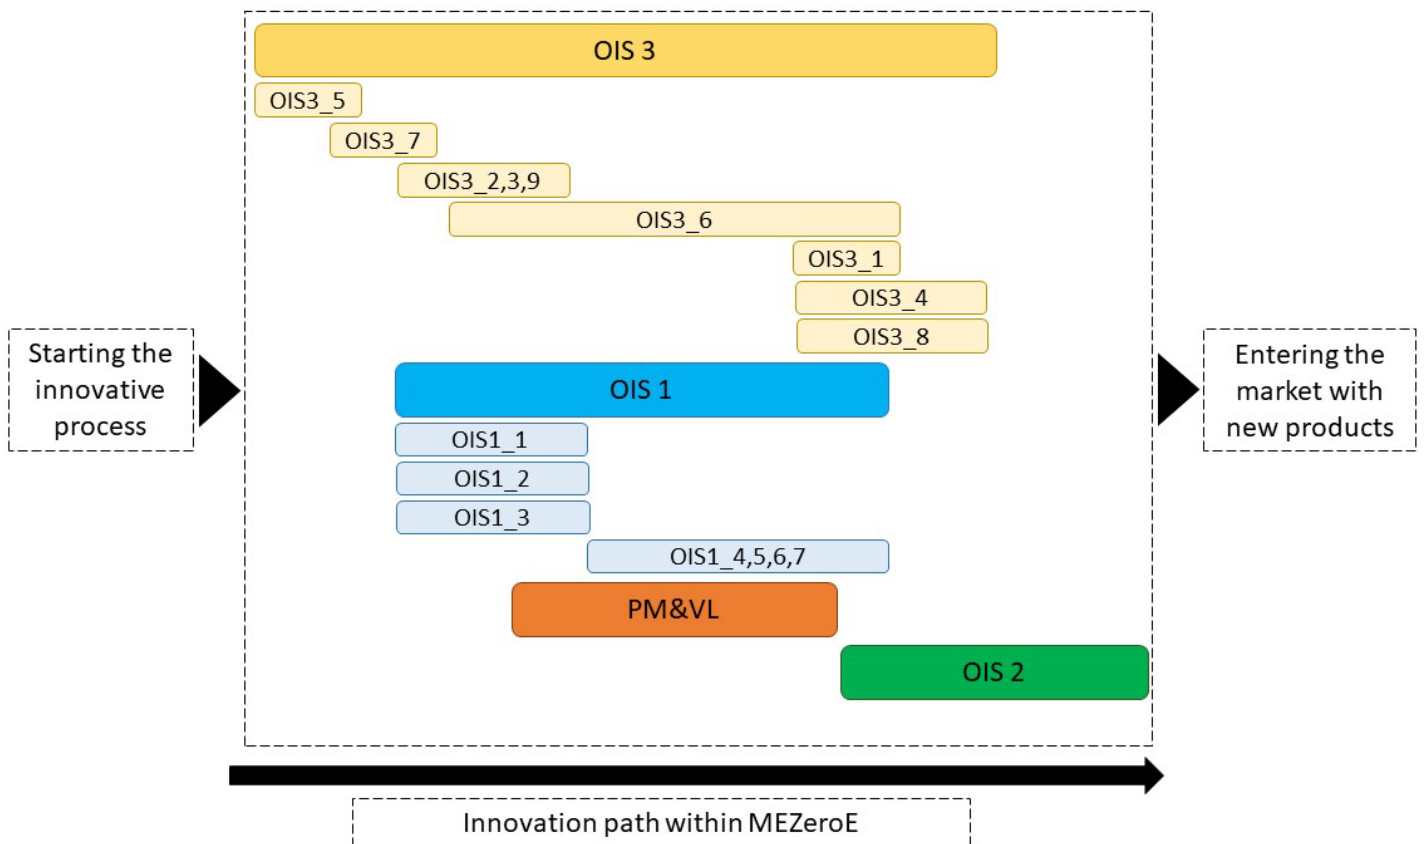 OIS 3
OIS3_5
OIS3_7
OIS3_2,3,9
OIS3_6
OIS3_1
OIS3_4
OIS3_8
Starting the
innovative
process
OIS 1
OIS1_1
OIS1_2
OIS1_3
OIS1_4,5,6,7
PM&VL
OIS 2
Entering the
market with
new products
Innovation path within MEZeroE